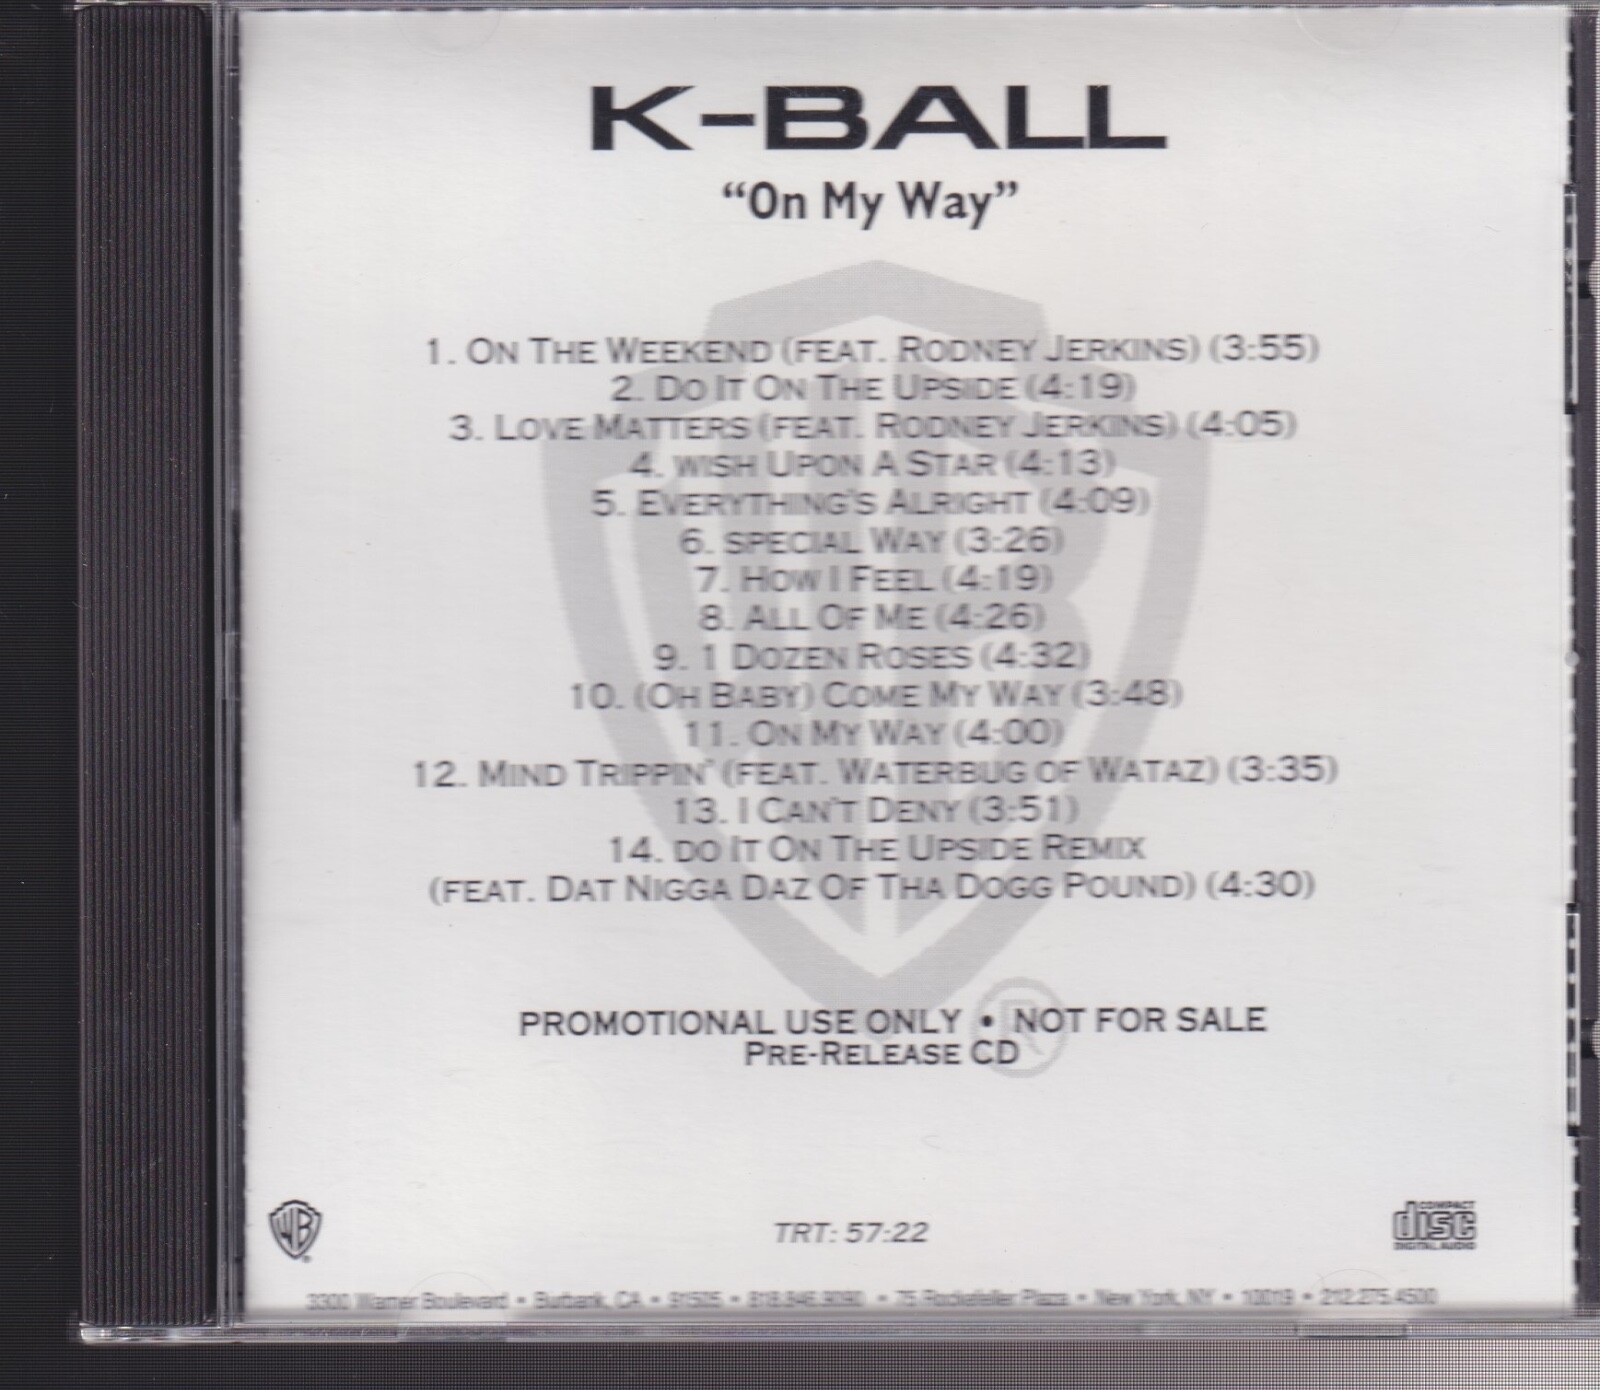 K-BALL
“On My Way”
1. ON THE WEEKEND (FEAT. RODNEY JERKINS) (3:55)
2. DO IT ON THE UPSIDE (4:19)
3. LOVE MATTERS (FEAT. RODNEY JERKINS) (4:05)
4. WISH UPON A STAR (4:13)
5. EVERYTHING'S ALRIGHT (4:09)
6. SPECIAL WAY (3:26)
7. HOW I FEEL (4:19)
8. ALL OF ME (4:26)
9. 1 DOZEN ROSES (4:32)
10. (OH BABY) COME MY WAY (3:48)
11. ON MY WAY (4:00)
12. MIND TRIPPIN' (FEAT. WATERBUG OF WATAZ) (3:35)
13. I CAN'T DENY (3:51)
14. DO IT ON THE UPSIDE REMIX
(FEAT. DAT NIGGA DAZ OF THA DOGG POUND) (4:30)
PROMOTIONAL USE ONLY • NOT FOR SALE
PRE-RELEASE CD
WB
TRT: 57:22
COMPACT
disc
DIGITAL AUDIO
3300 Warner Boulevard • Burbank, CA • 91505 • 818.846.9090 • 75 Rockefeller Plaza • New York, NY • 10019 • 212.275.4500